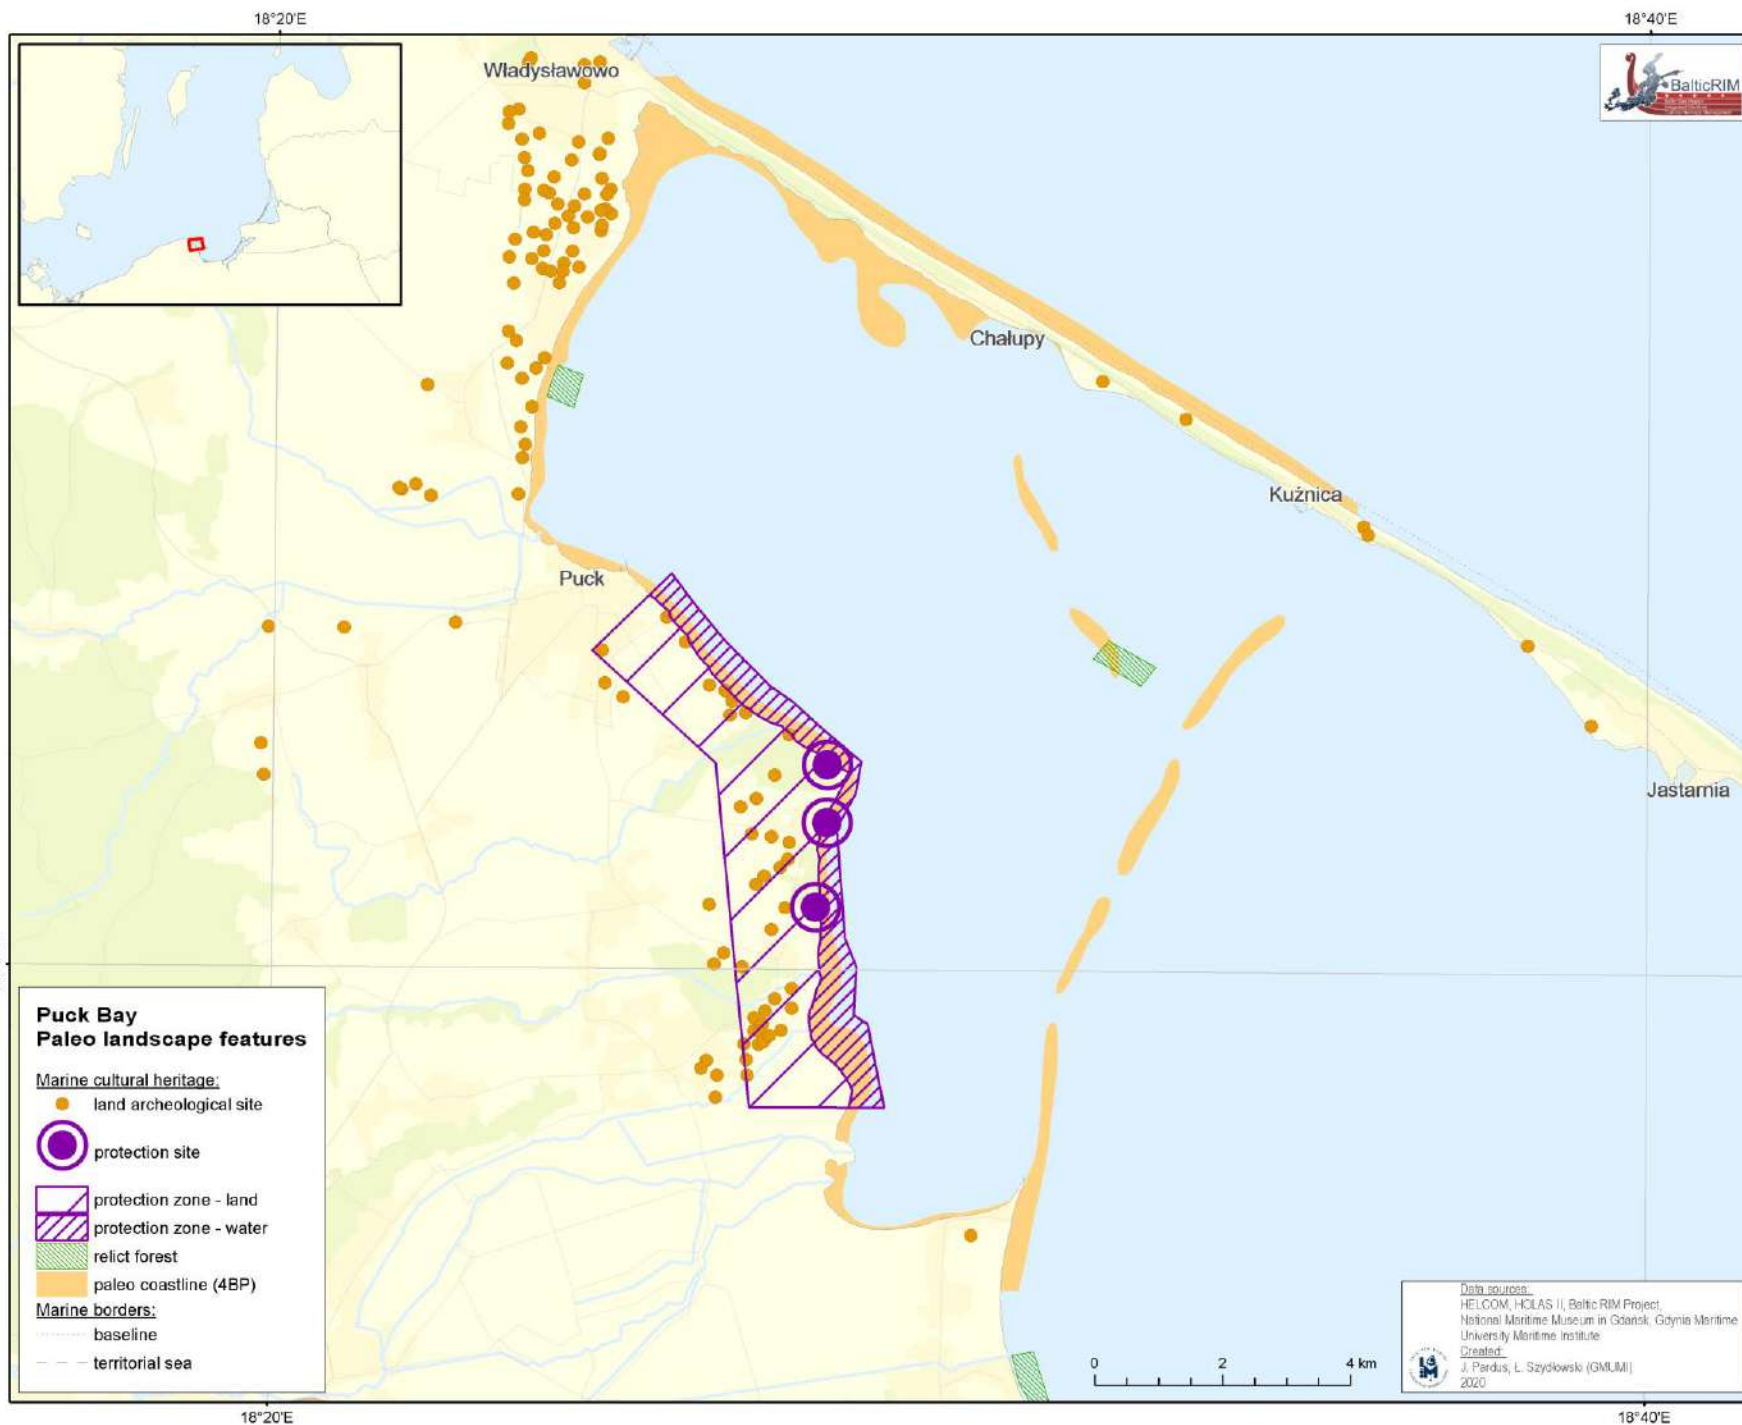 18°20'E
18°40'E
Władysławowo
BalticRIM
Chałupy
Kuźnica
Puck
Jastarnia
Puck Bay
Paleo landscape features
Marine cultural heritage:
land archeological site
protection site
protection zone - land
protection zone - water
relict forest
paleo coastline (4BP)
Marine borders:
baseline
territorial sea
0 2 4 km
Data sources:
HELCOM, HOLAS II, Baltic RIM Project,
National Maritime Museum in Gdańsk, Gdynia Maritime
University Maritime Institute
Created:
J. Pardus, Ł. Szydłowski (GMUMI)
2020
18°20'E
18°40'E